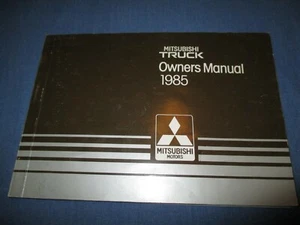 MITSUBISHI
TRUCK
Owners Manual
1985
MITSUBISHI
MOTORS